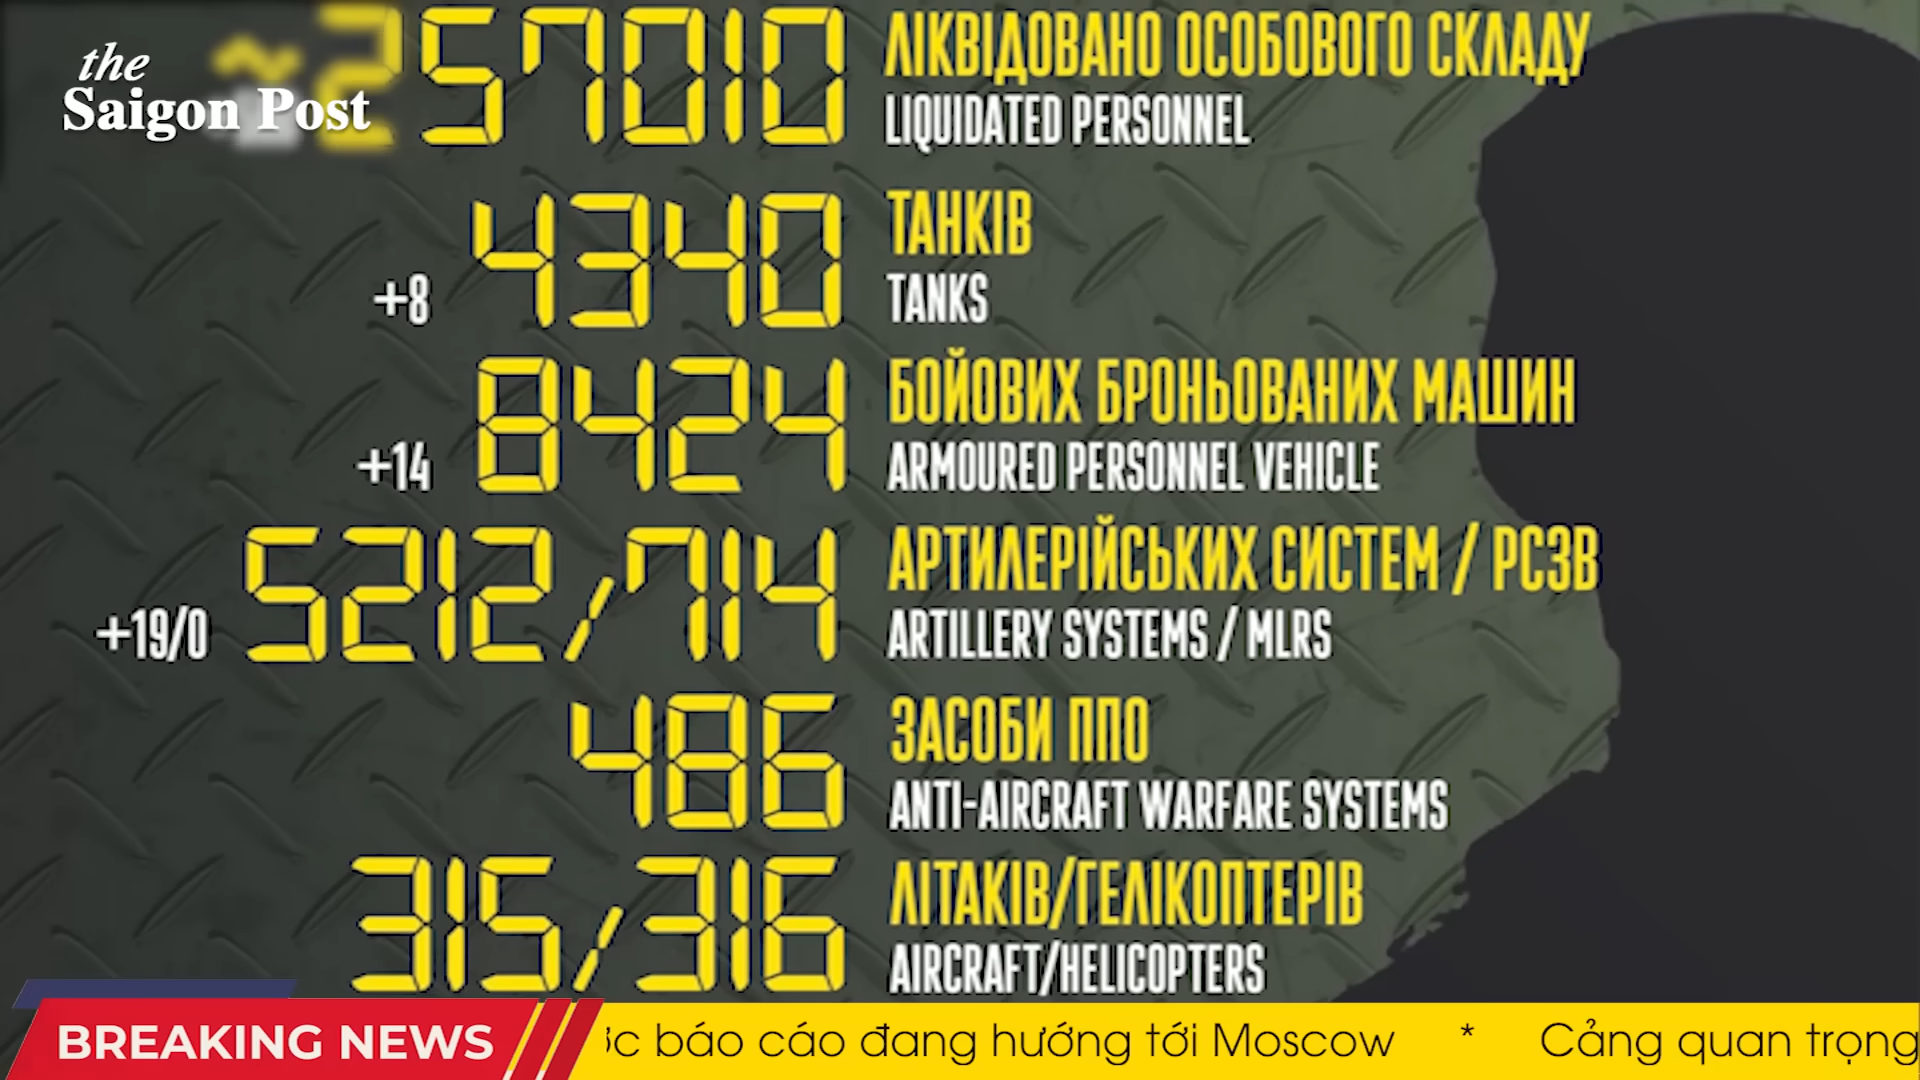 the
Saigon Post
~257010 ЛІКВІДОВАНО ОСОБОВОГО СКЛАДУ
LIQUIDATED PERSONNEL
+8 4340 ТАНКІВ
TANKS
+14 8424 БОЙОВИХ БРОНЬОВАНИХ МАШИН
ARMOURED PERSONNEL VEHICLE
+19/0 5212/714 АРТИЛЕРІЙСЬКИХ СИСТЕМ / РСЗВ
ARTILLERY SYSTEMS / MLRS
486 ЗАСОБИ ППО
ANTI-AIRCRAFT WARFARE SYSTEMS
315/316 ЛІТАКІВ/ГЕЛІКОПТЕРІВ
AIRCRAFT/HELICOPTERS
BREAKING NEWS
báo cáo đang hướng tới Moscow * Cảng quan trọng